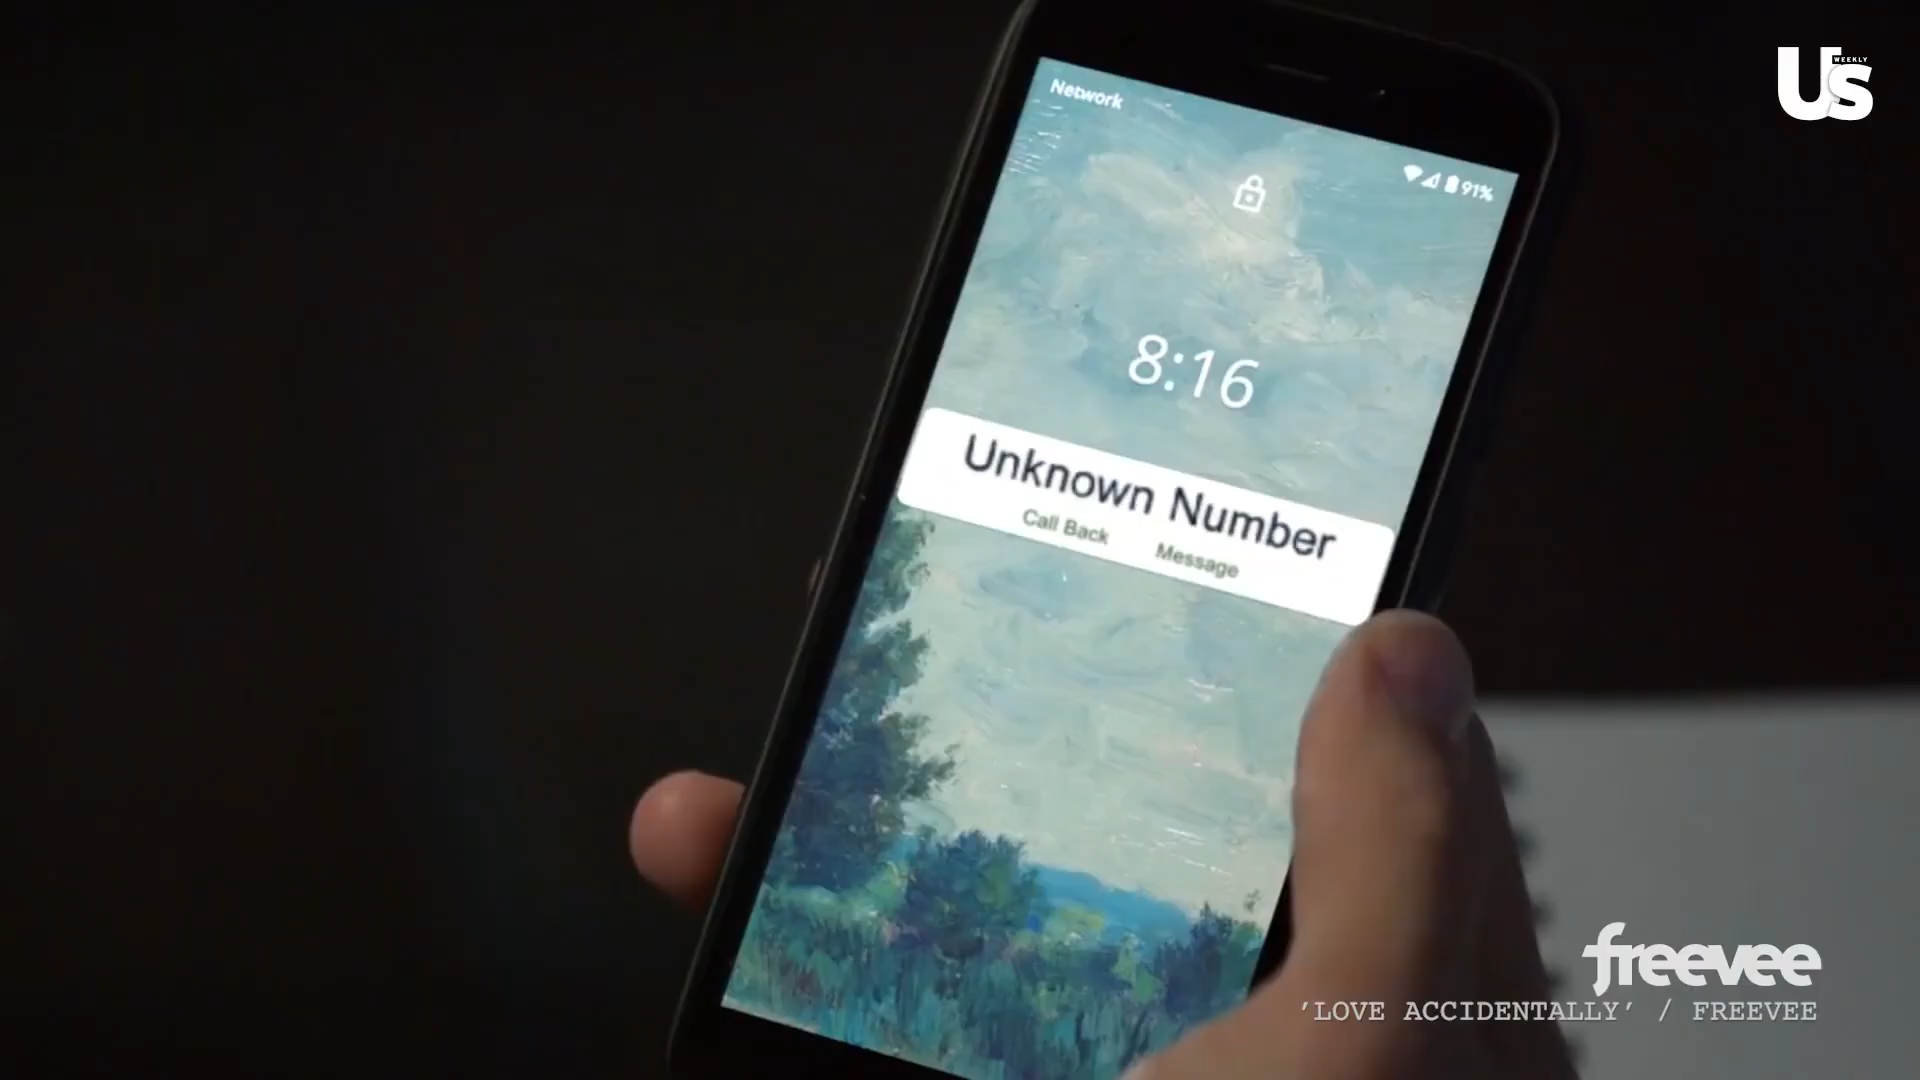 Us
WEEKLY
Network
91%
8:16
Unknown Number
Call Back Message
freevee
'LOVE ACCIDENTALLY' / FREEVEE